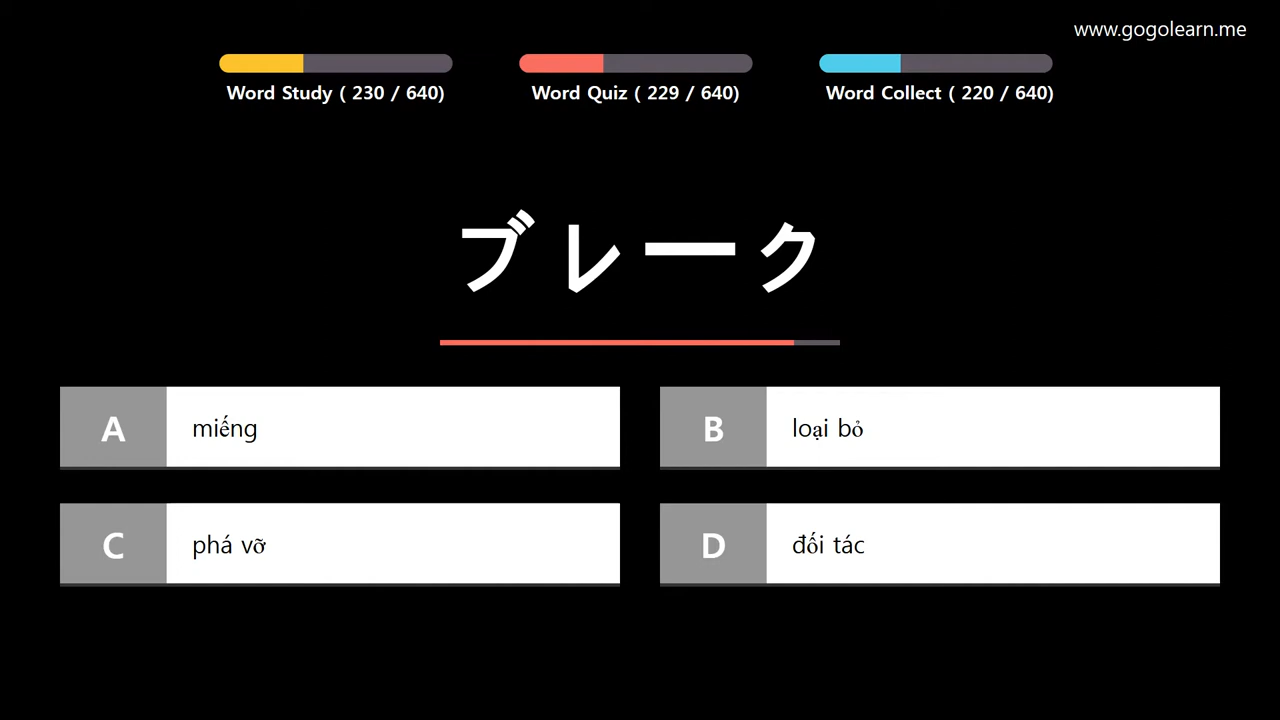 www.gogolearn.me
Word Study ( 230 / 640)
Word Quiz ( 229 / 640)
Word Collect ( 220 / 640)
ブレーク
A miếng
B loại bỏ
C phá vỡ
D đối tác